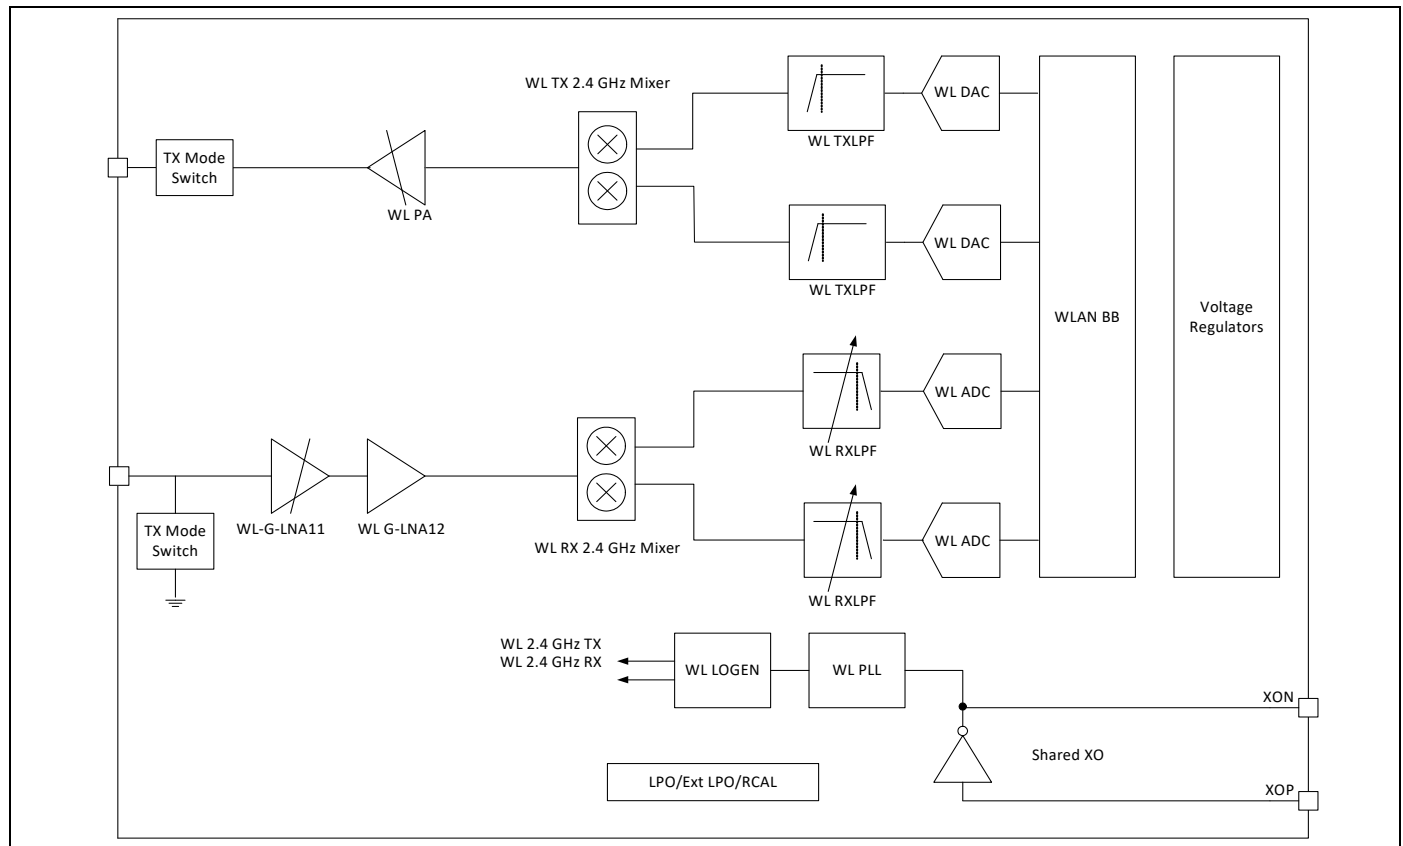 WL TX 2.4 GHz Mixer
WL DAC
WL TXLPF
TX Mode
Switch
WL PA
WL DAC
WL TXLPF
WLAN BB
Voltage
Regulators
WL ADC
WL RXLPF
TX Mode
Switch
WL-G-LNA11
WL G-LNA12
WL RX 2.4 GHz Mixer
WL ADC
WL RXLPF
WL 2.4 GHz TX
WL 2.4 GHz RX
WL LOGEN
WL PLL
XON
Shared XO
LPO/Ext LPO/RCAL
XOP